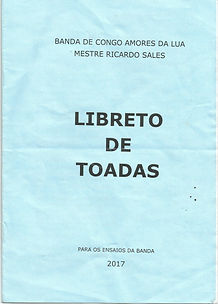 BANDA DE CONGO AMORES DA LUA
MESTRE RICARDO SALES
LIBRETO
DE
TOADAS
PARA OS ENSAIOS DA BANDA
2017